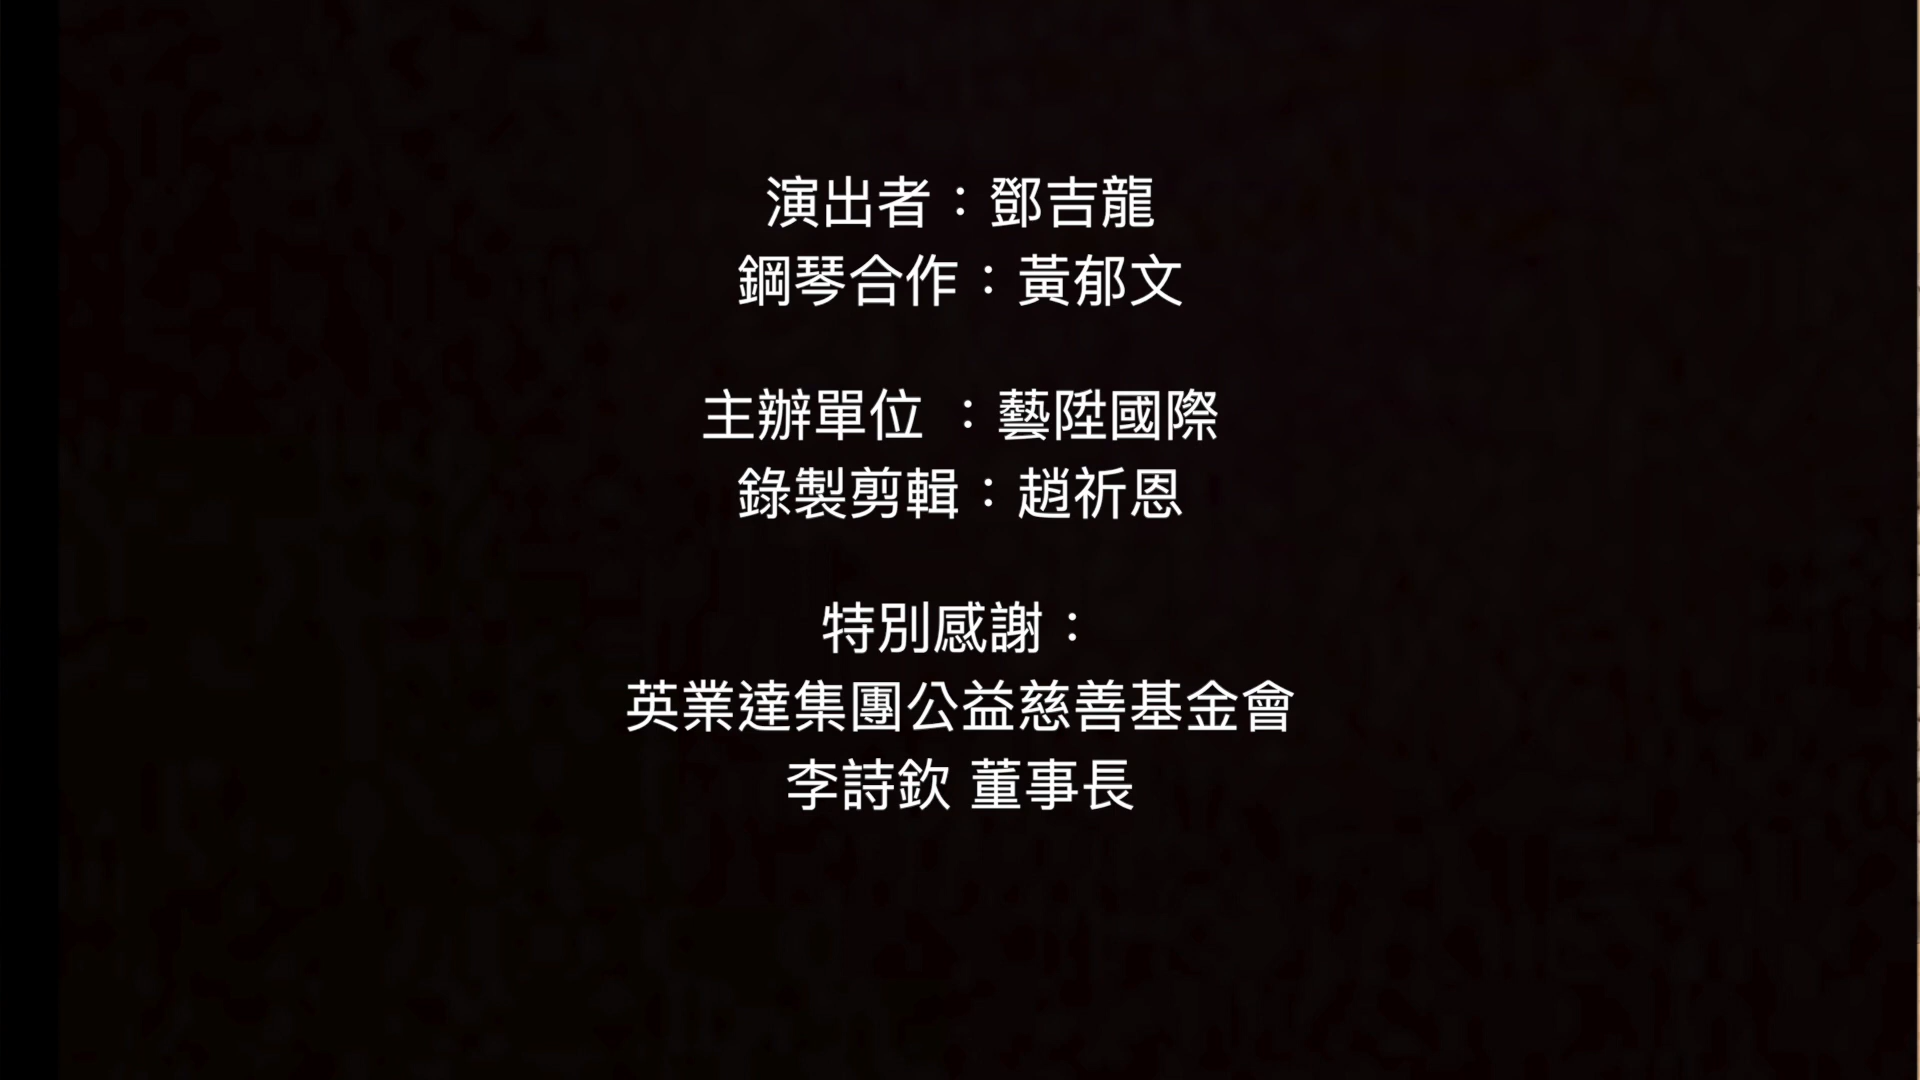 演出者：鄧吉龍
鋼琴合作：黃郁文
主辦單位 ：藝陞國際
錄製剪輯：趙祈恩
特別感謝：
英業達集團公益慈善基金會
李詩欽 董事長